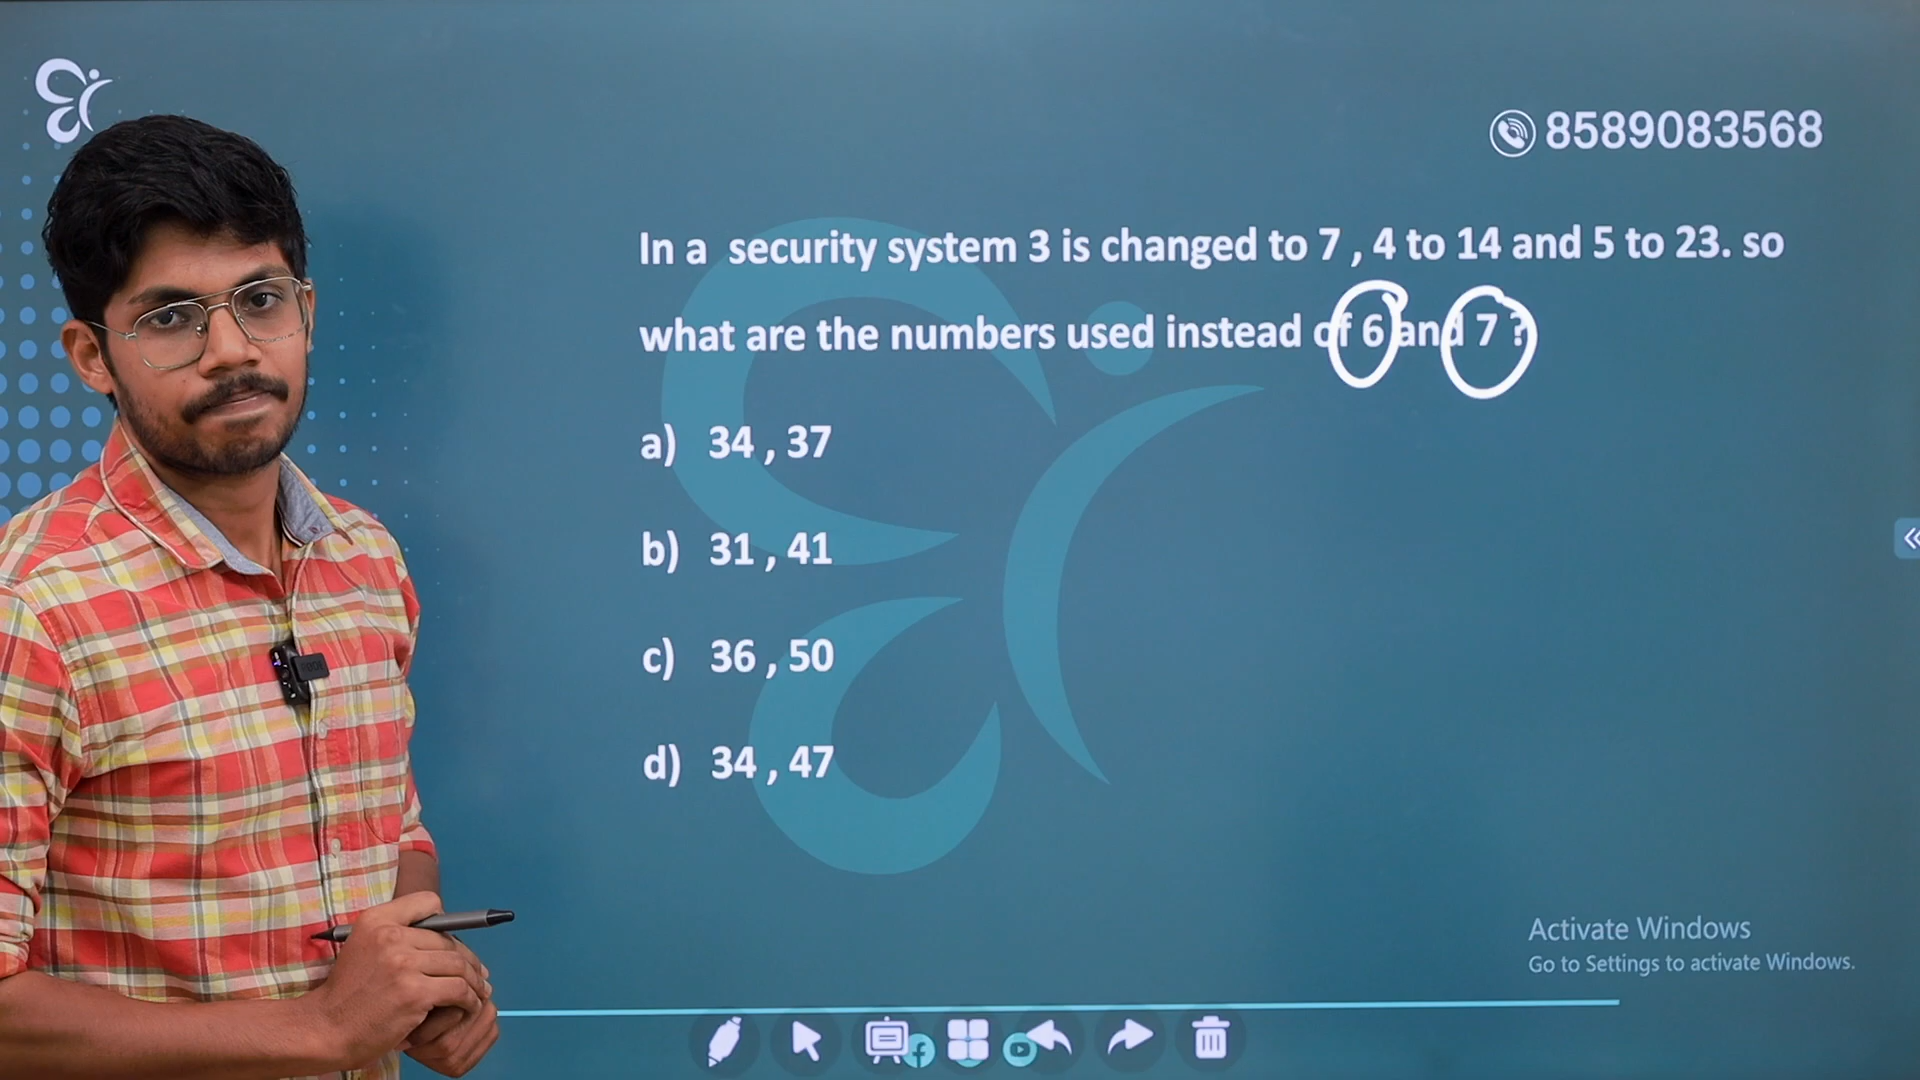 8589083568
In a security system 3 is changed to 7 , 4 to 14 and 5 to 23. so
what are the numbers used instead of 6 and 7 ?
a) 34 , 37
b) 31 , 41
c) 36 , 50
d) 34 , 47
Activate Windows
Go to Settings to activate Windows.